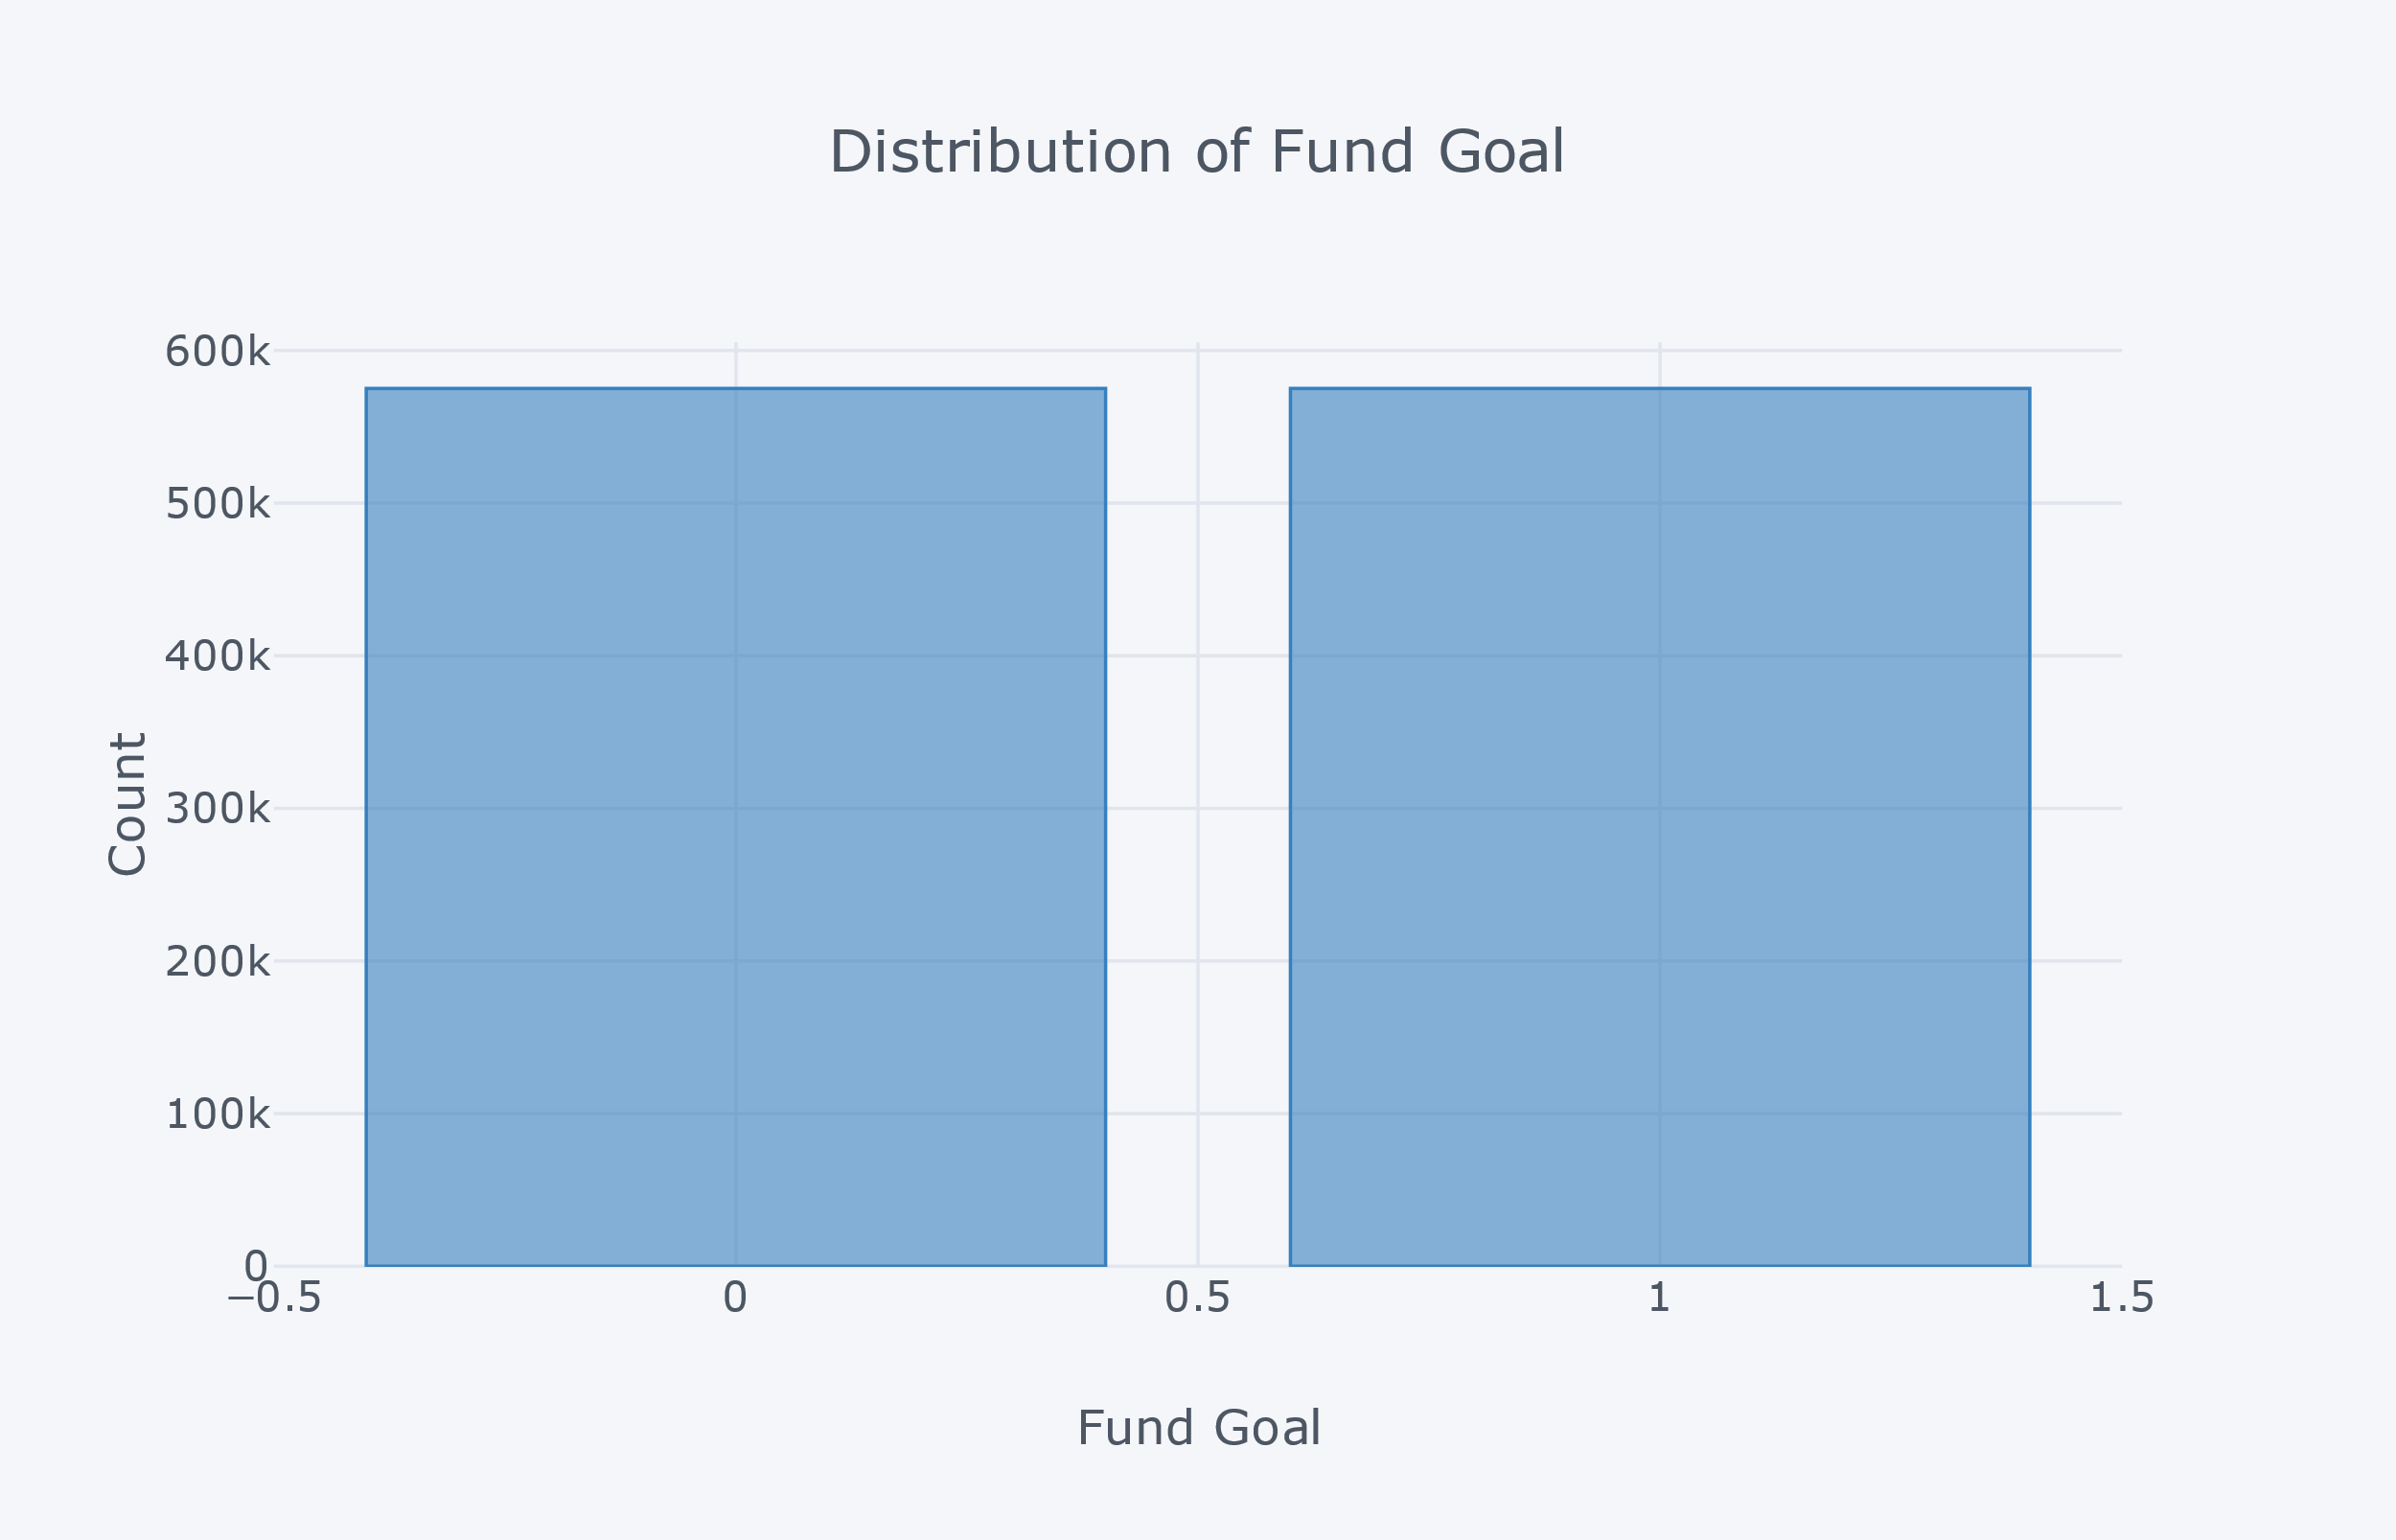 Distribution of Fund Goal
600k
500k
400k
300k
200k
100k
0
Count
−0.5
0
0.5
1
1.5
Fund Goal